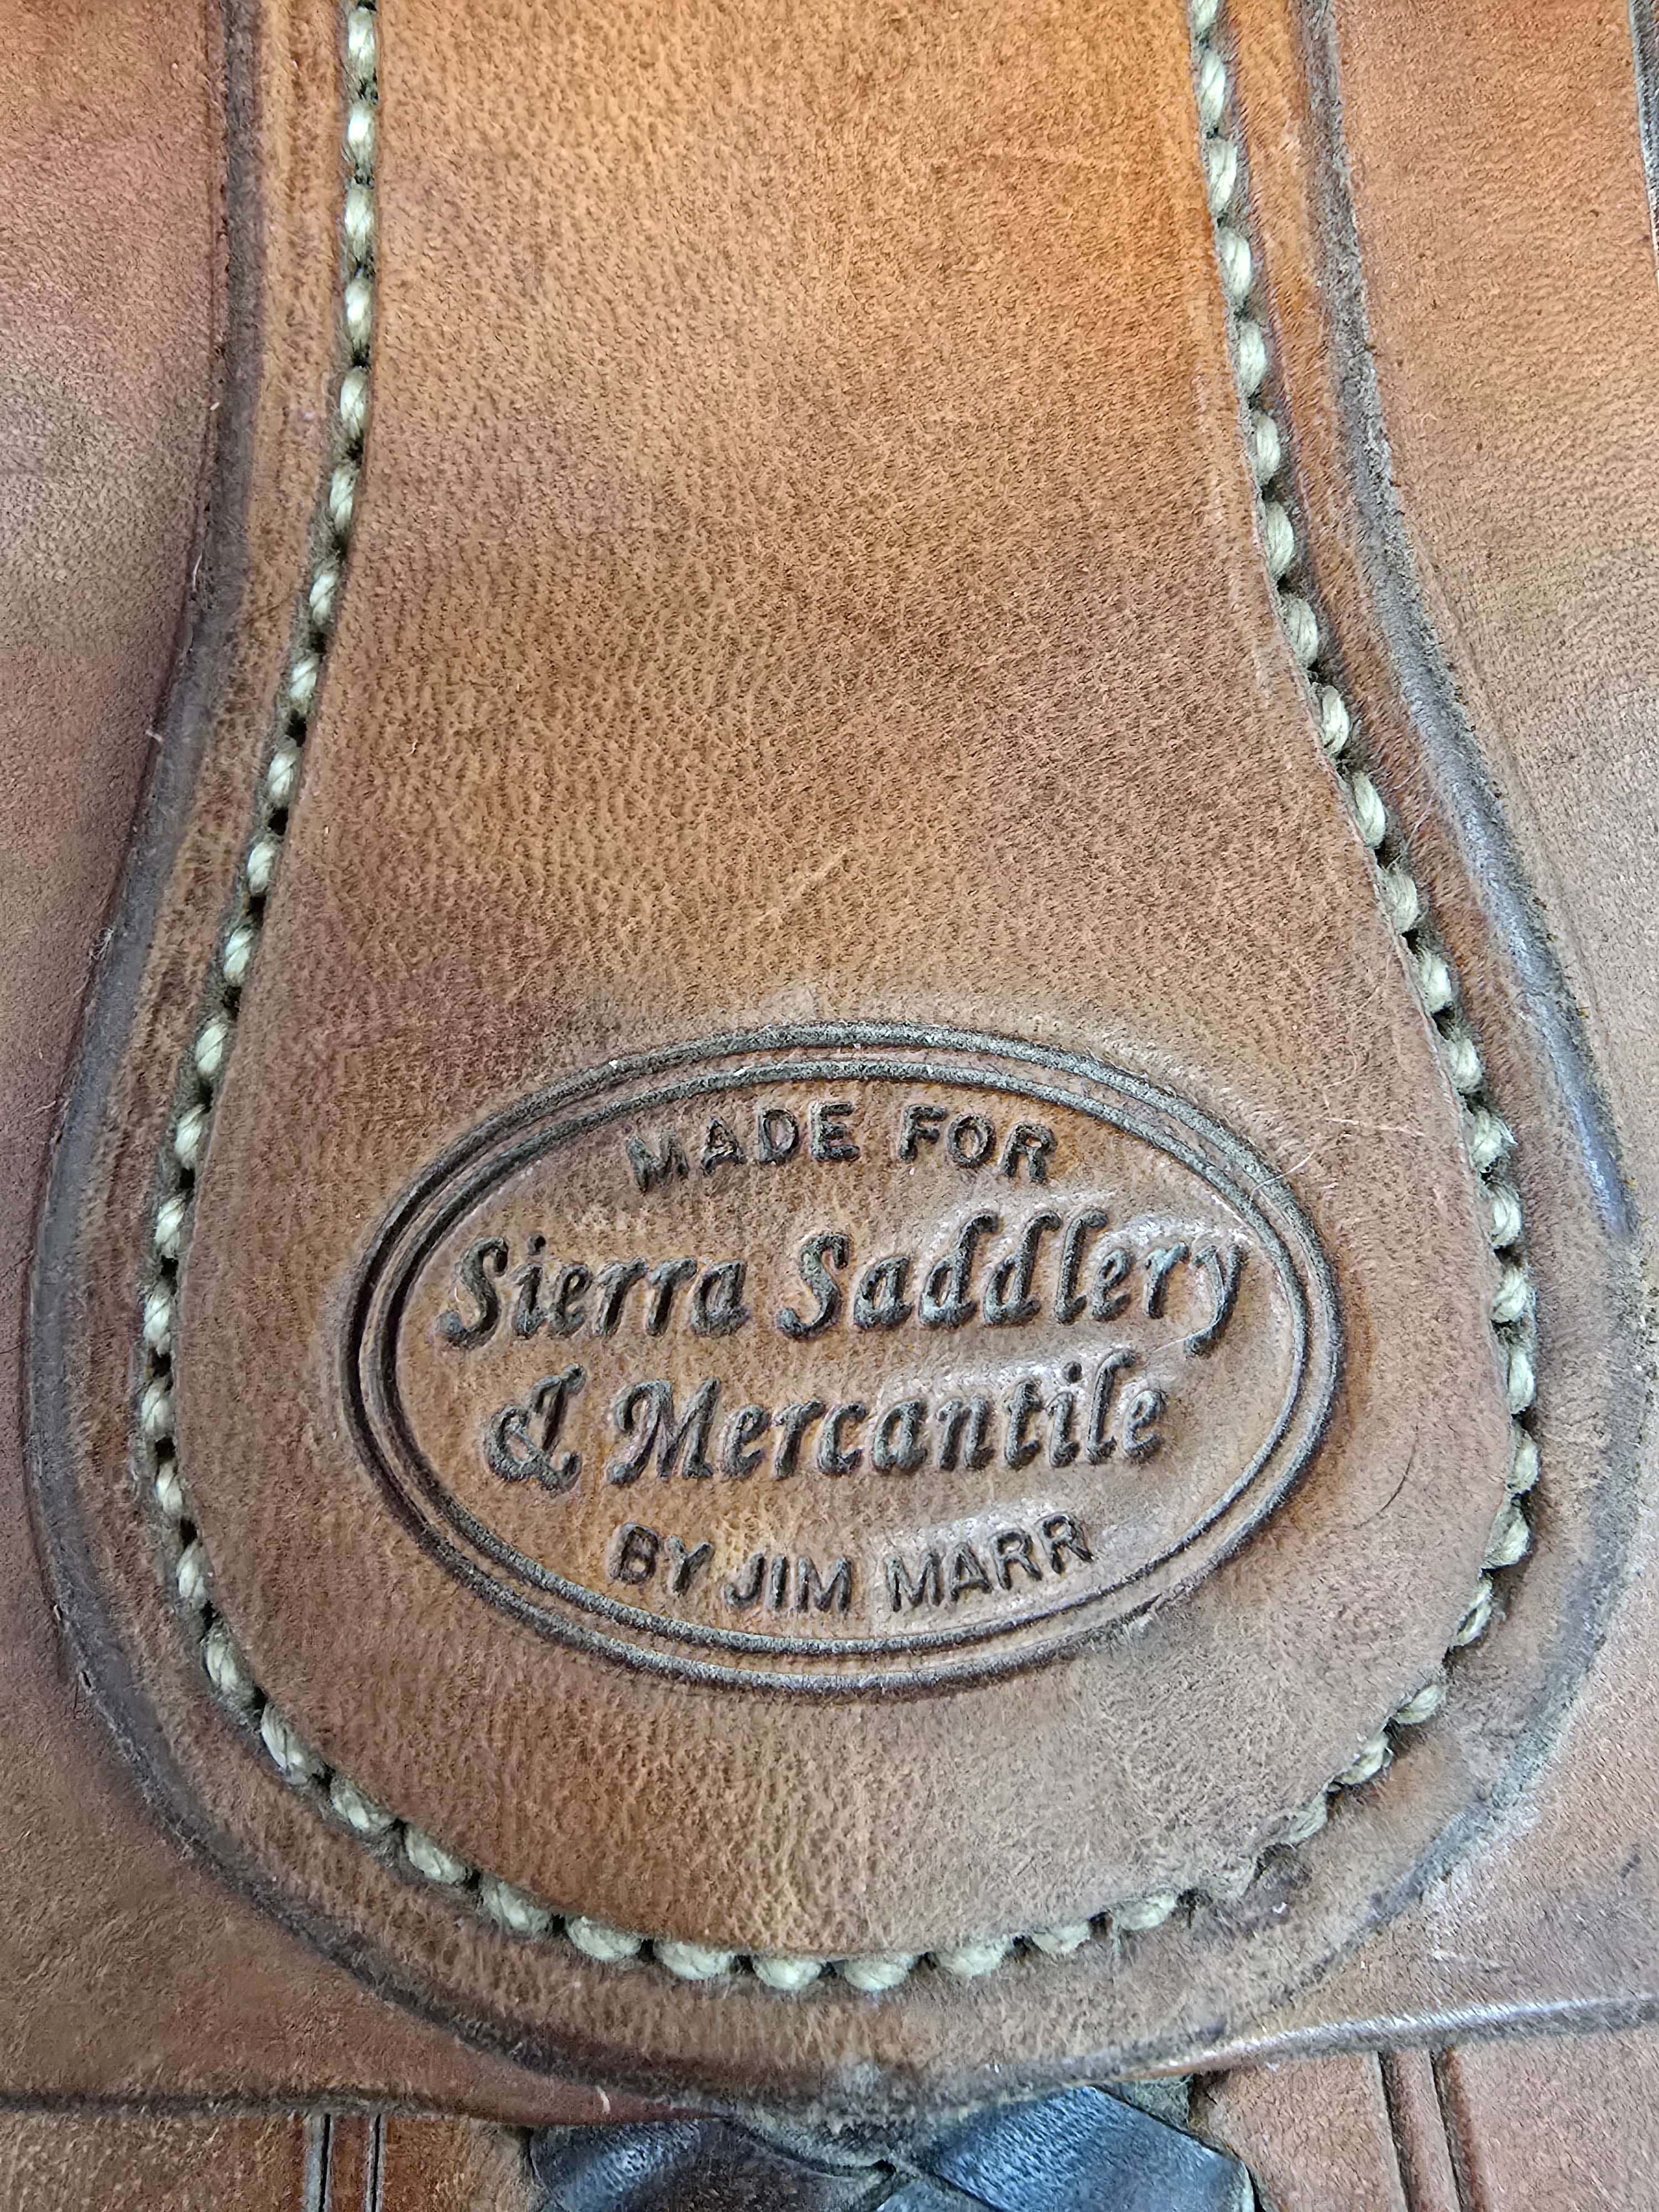 MADE FOR
Sierra Saddlery
& Mercantile
BY JIM MARR